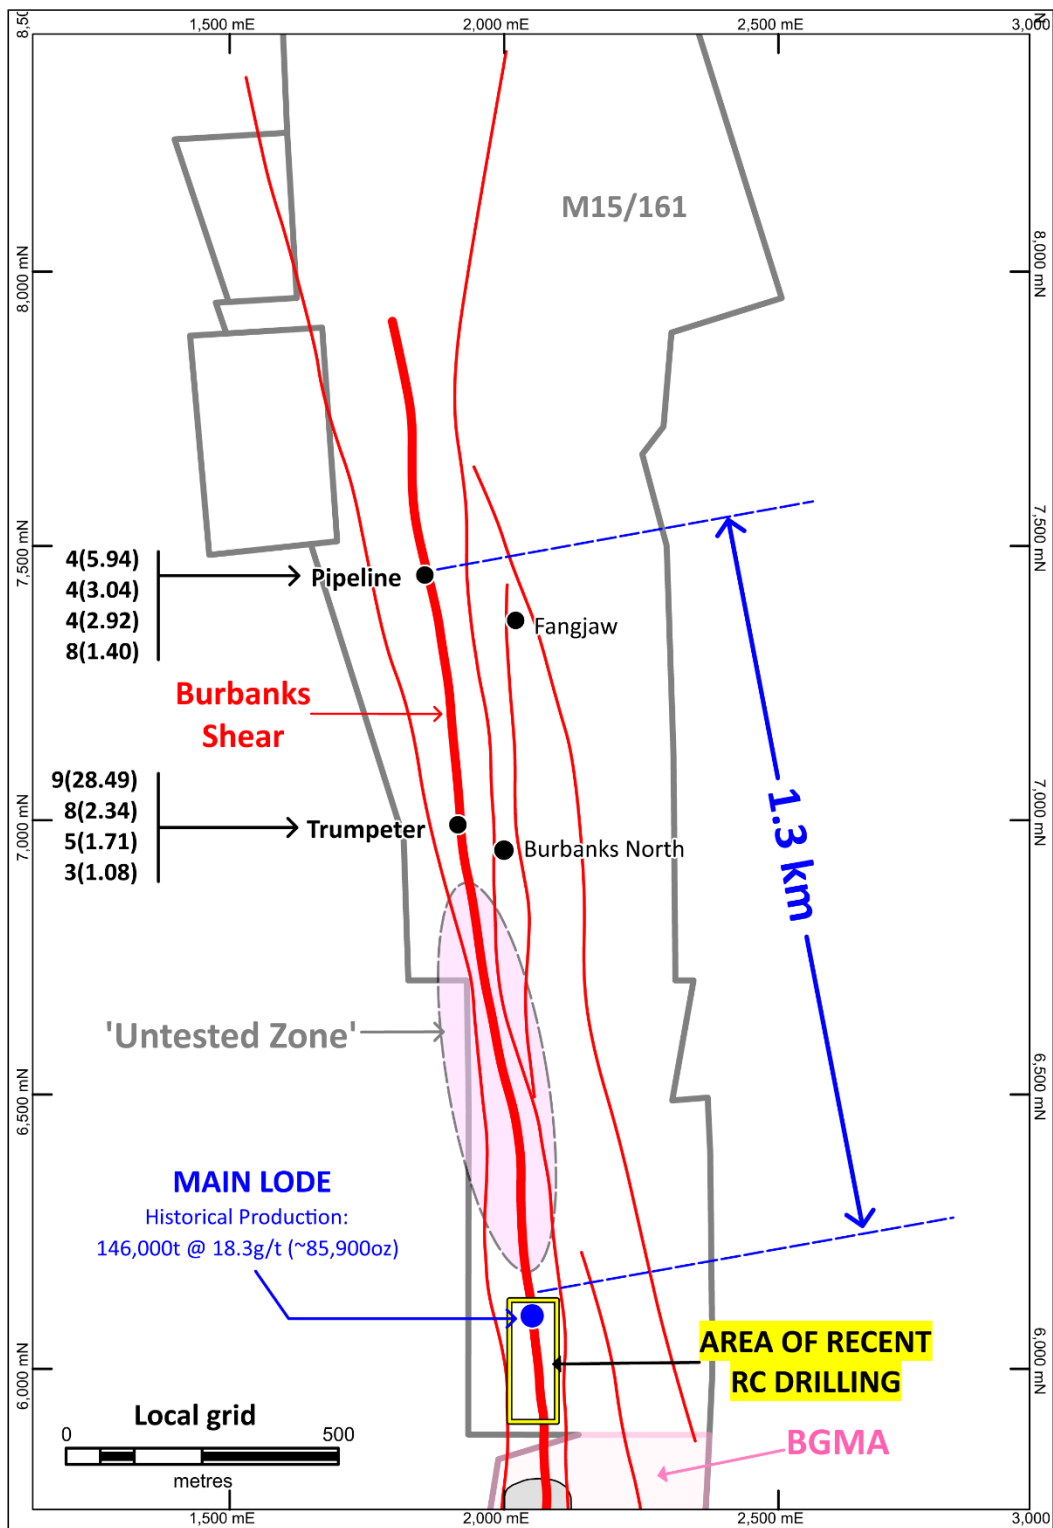 1,500 mE
2,000 mE
2,500 mE
3,000
8,50
N
M15/161
8,000 mN
8,000 mN
7,500 mN
7,500 mN
4(5.94)
4(3.04)
4(2.92)
8(1.40)
Pipeline
Fangjaw
Burbanks
Shear
1.3 km
9(28.49)
8(2.34)
5(1.71)
3(1.08)
Trumpeter
Burbanks North
7,000 mN
7,000 mN
'Untested Zone'
6,500 mN
6,500 mN
MAIN LODE
Historical Production:
146,000t @ 18.3g/t (~85,900oz)
AREA OF RECENT
RC DRILLING
6,000 mN
6,000 mN
Local grid
0
500
metres
BGMA
1,500 mE
2,000 mE
2,500 mE
3,000